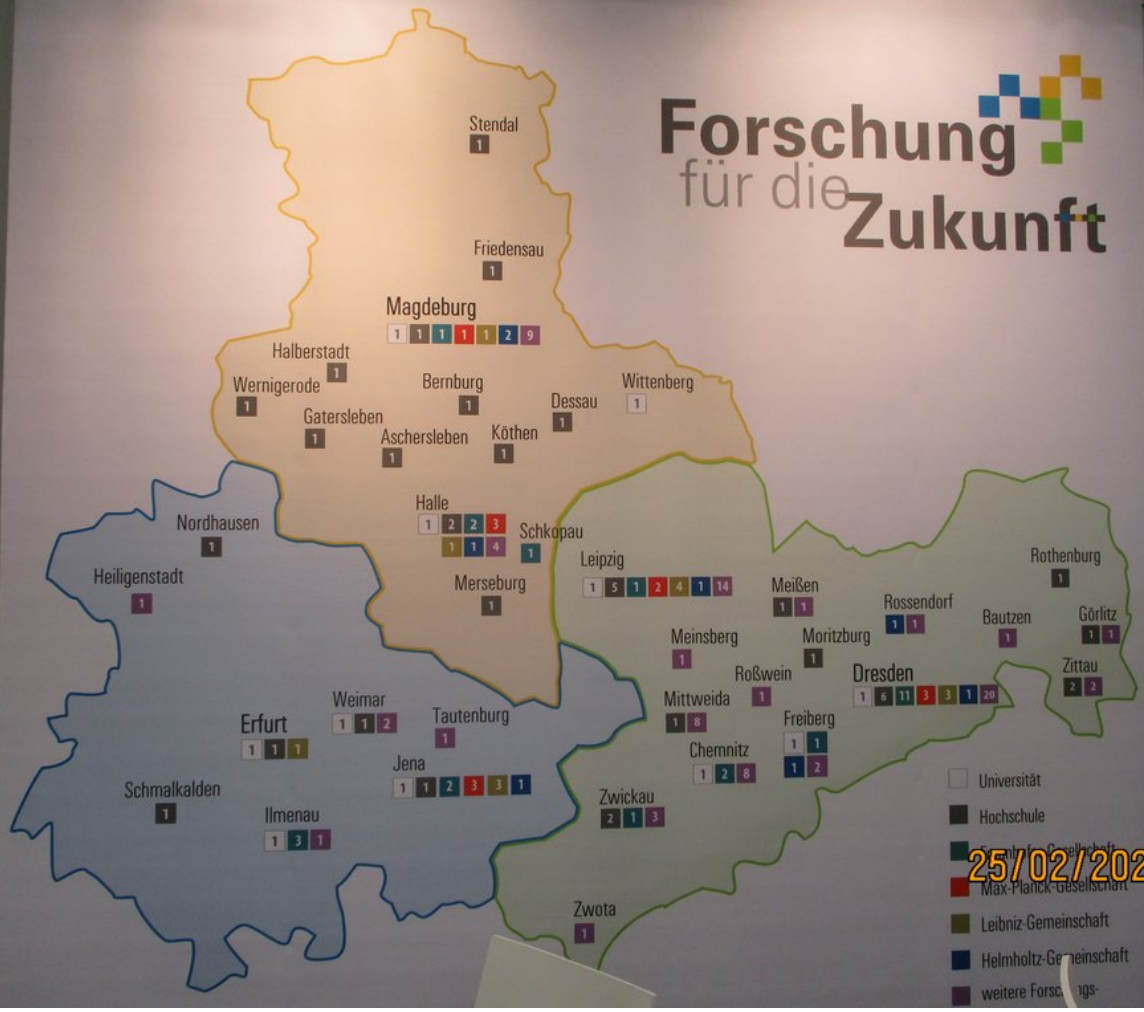 Forschung
für die
Zukunft
Stendal
1
Friedensau
1
Magdeburg
1 1 1 1 1 2 9
Halberstadt
1
Wernigerode
1
Gatersleben
1
Aschersleben
1
Bernburg
1
Köthen
1
Dessau
1
Wittenberg
1
Halle
1 2 2 3
1 1 4
Schkopau
1
Merseburg
1
Nordhausen
1
Heiligenstadt
1
Weimar
1 1 2
Erfurt
1 1 1
Tautenburg
1
Jena
1 1 2 3 3 1
Schmalkalden
1
Ilmenau
1 3 1
Leipzig
1 5 1 2 4 1 14
Meißen
1 1
Rossendorf
1 1
Rothenburg
1
Bautzen
1
Görlitz
1 1
Meinsberg
1
Moritzburg
1
Roßwein
1
Dresden
1 6 11 3 3 1 20
Zittau
2 2
Mittweida
1 8
Freiberg
1 1
1 2
Chemnitz
1 2 8
Zwickau
2 1 3
Zwota
1
Universität
Hochschule
Max-Planck-Gesellschaft
Leibniz-Gemeinschaft
Helmholtz-Gemeinschaft
weitere
25/02/202